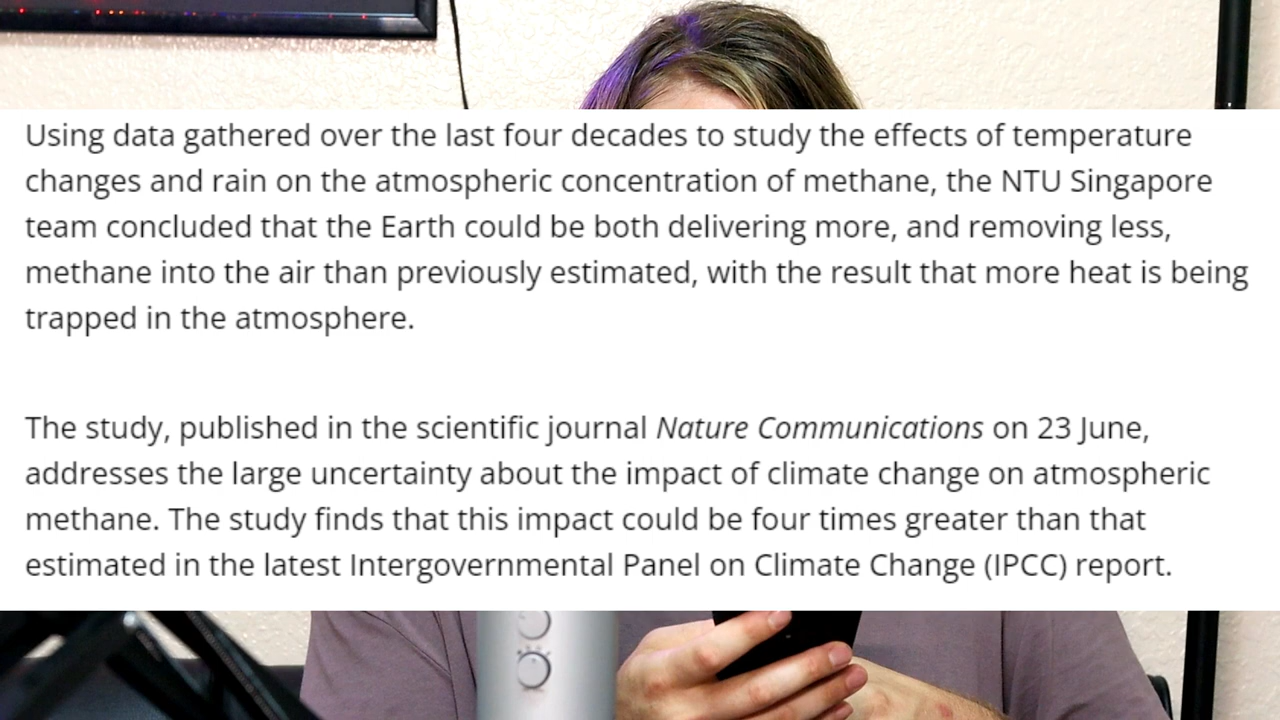 Using data gathered over the last four decades to study the effects of temperature
changes and rain on the atmospheric concentration of methane, the NTU Singapore
team concluded that the Earth could be both delivering more, and removing less,
methane into the air than previously estimated, with the result that more heat is being
trapped in the atmosphere.
The study, published in the scientific journal Nature Communications on 23 June,
addresses the large uncertainty about the impact of climate change on atmospheric
methane. The study finds that this impact could be four times greater than that
estimated in the latest Intergovernmental Panel on Climate Change (IPCC) report.